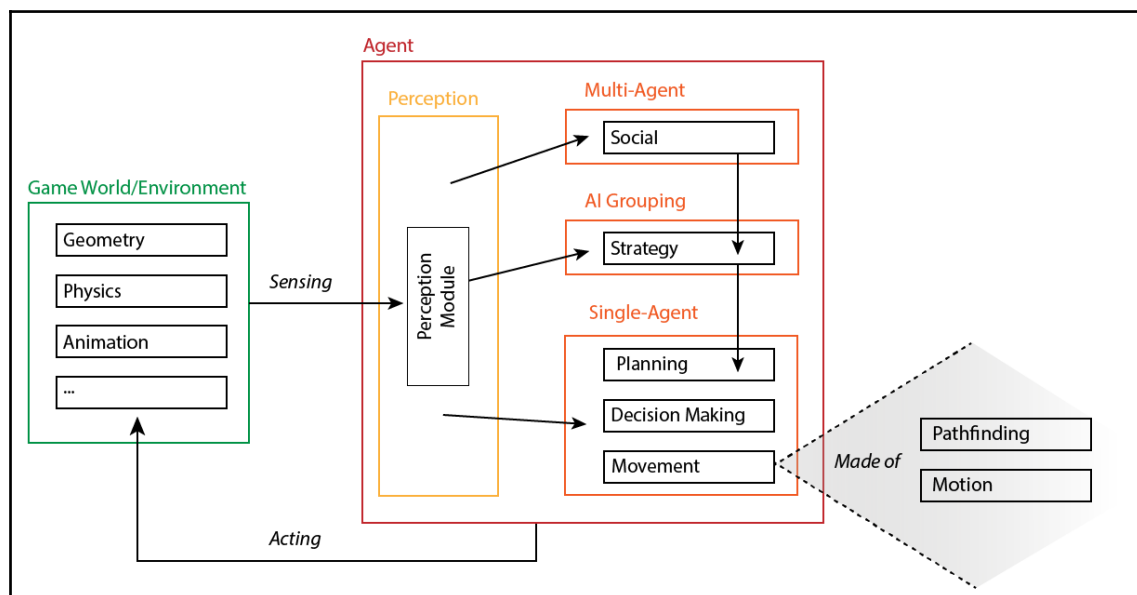 Agent
Perception
Multi-Agent
Social
Game World/Environment
AI Grouping
Geometry
Strategy
Sensing
Physics
Perception
Module
Single-Agent
Animation
Planning
...
Decision Making
Pathfinding
Movement
Made of
Motion
Acting